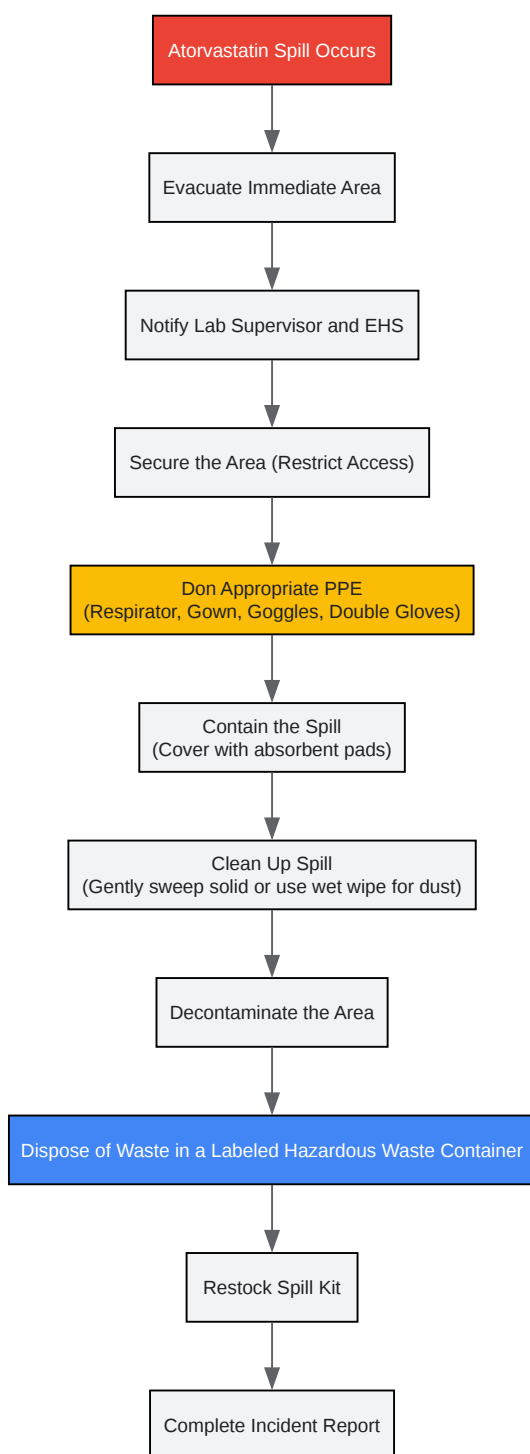 Atorvastatin Spill Occurs
Evacuate Immediate Area
Notify Lab Supervisor and EHS
Secure the Area (Restrict Access)
Don Appropriate PPE
(Respirator, Gown, Goggles, Double Gloves)
Contain the Spill
(Cover with absorbent pads)
Clean Up Spill
(Gently sweep solid or use wet wipe for dust)
Decontaminate the Area
Dispose of Waste in a Labeled Hazardous Waste Container
Restock Spill Kit
Complete Incident Report